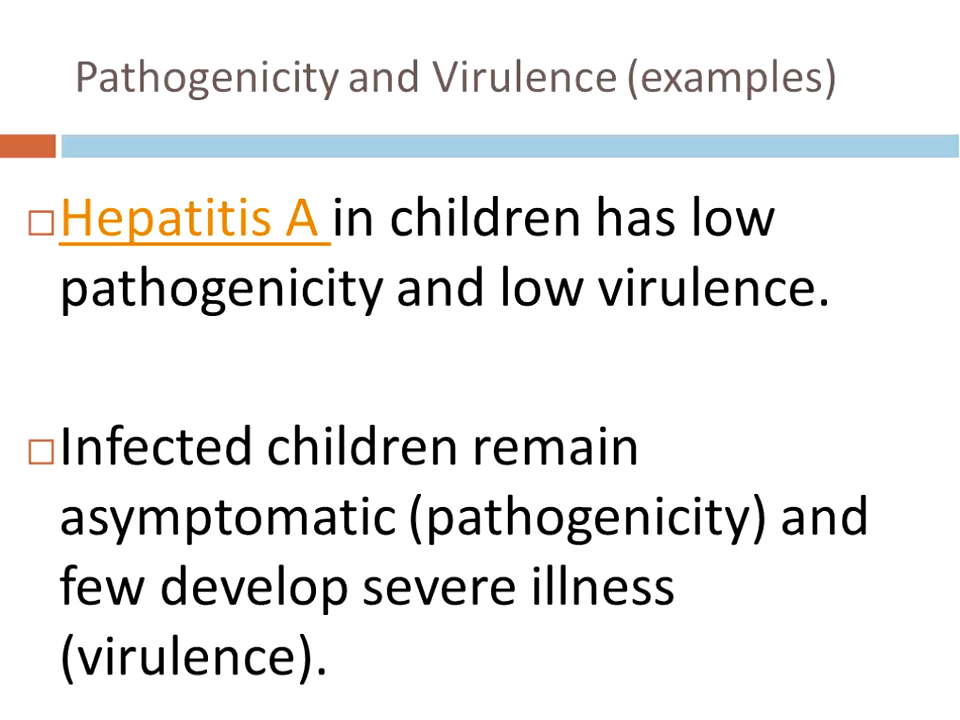 Pathogenicity and Virulence (examples)
Hepatitis A in children has low
pathogenicity and low virulence.
Infected children remain
asymptomatic (pathogenicity) and
few develop severe illness
(virulence).